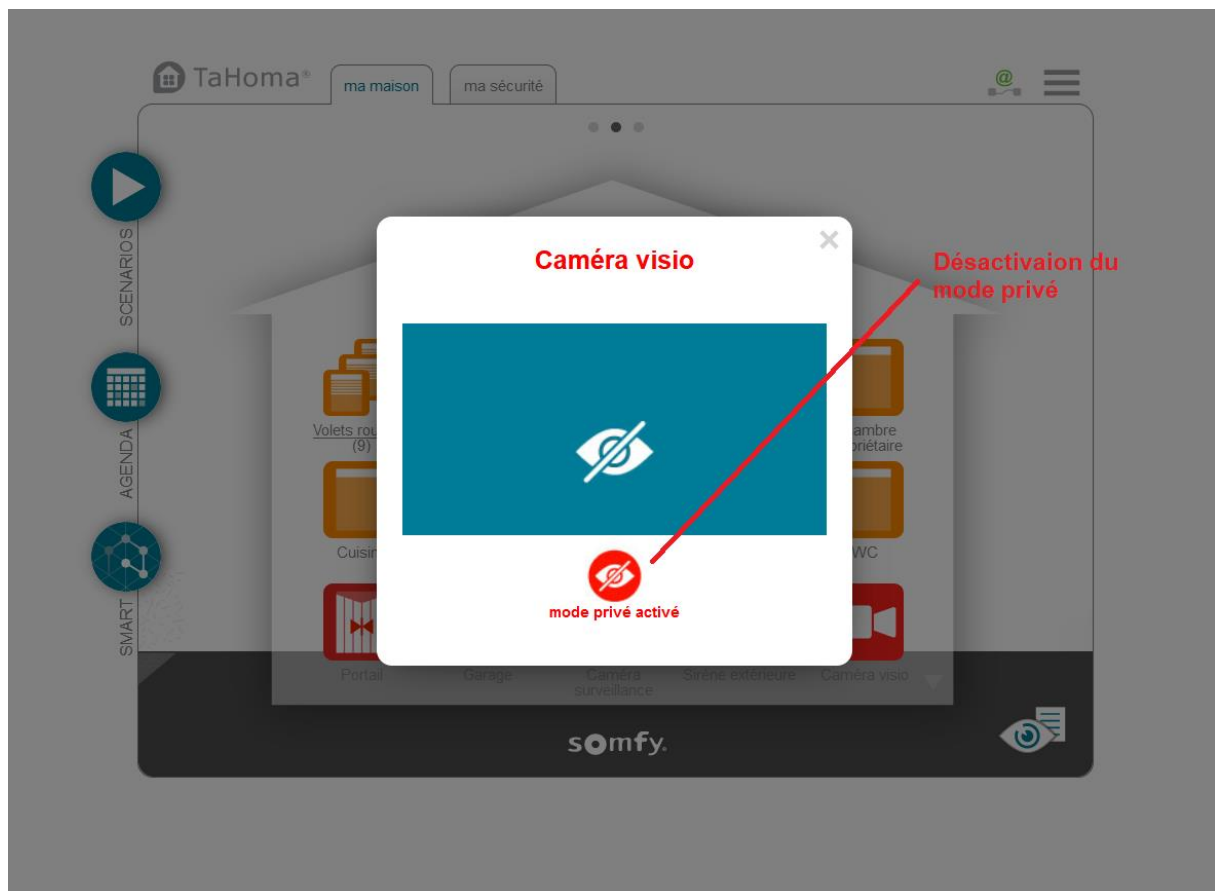 TaHoma®
ma maison
ma sécurité
@
SCENARIOS
AGENDA
SMART
Caméra visio
Désactivaion du
mode privé
mode privé activé
Volets rou
(9)
ambre
riétaire
Cuisin
WC
Portail
Garage
Caméra
surveillance
Sirène extérieure
Caméra visio
somfy.